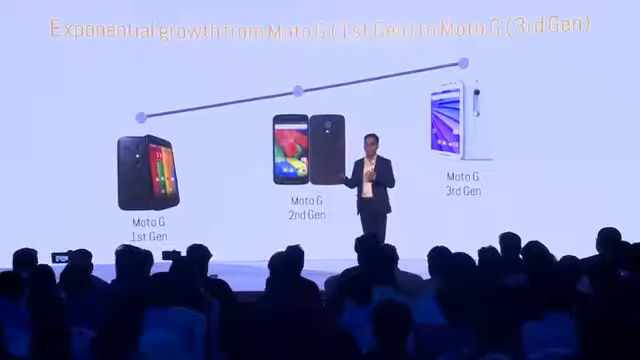 Exponential growth from Moto G (1st Gen) to Moto G (3rd Gen)
Moto G
1st Gen
Moto G
2nd Gen
Moto G
3rd Gen